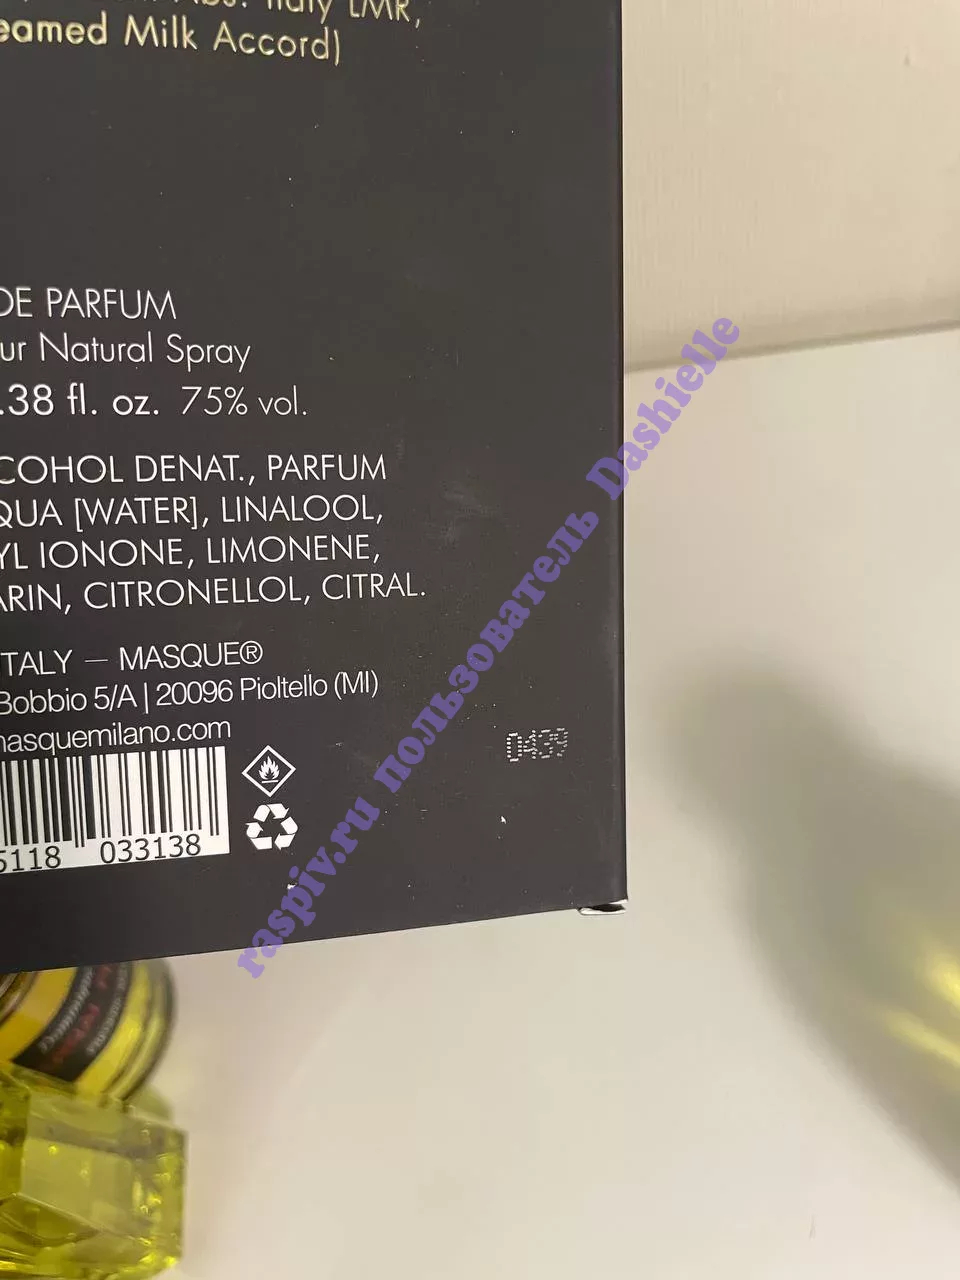 Italy LMR,
eamed Milk Accord)
DE PARFUM
ur Natural Spray
.38 fl. oz. 75% vol.
COHOL DENAT., PARFUM
QUA [WATER], LINALOOL,
YL IONONE, LIMONENE,
ARIN, CITRONELLOL, CITRAL.
TALY – MASQUE®
Bobbio 5/A | 20096 Pioltello (MI)
masquemilano.com
0439
5118 033138
raspiv.ru пользователь Dashielle